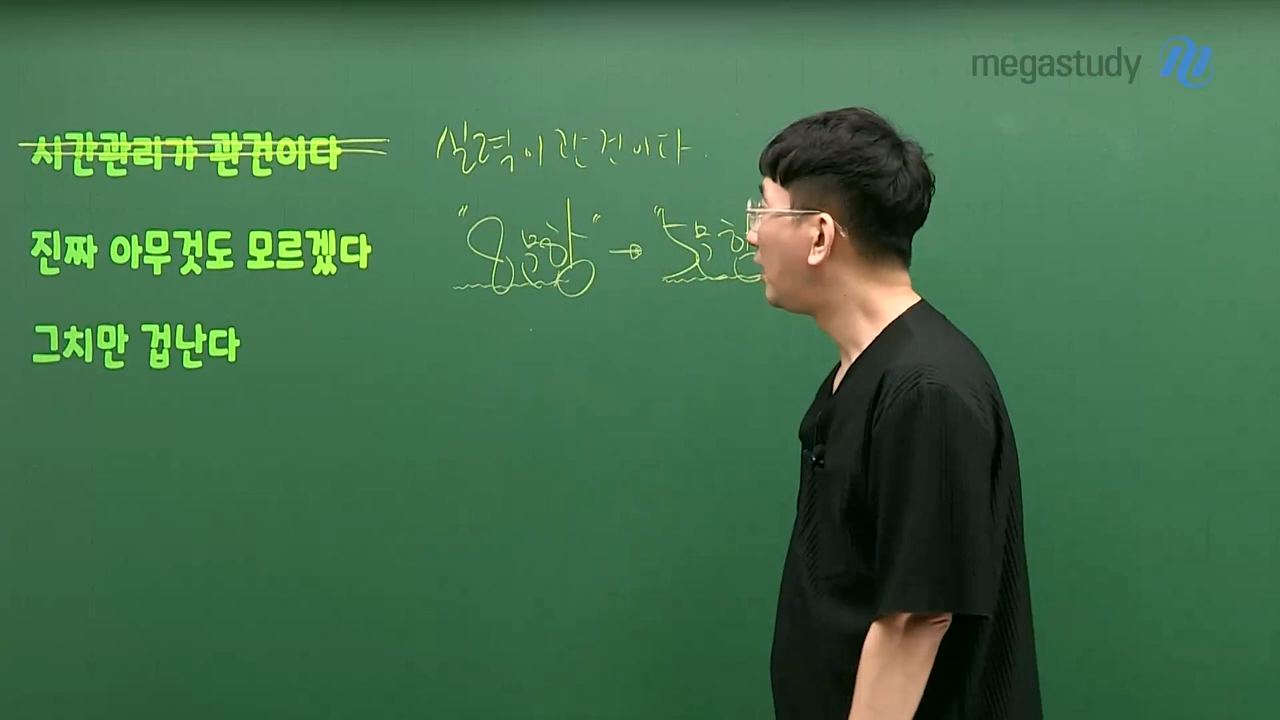 megastudy
시간관리가 관건이다 실력이 관건이다.
"8문항" → "5문항
진짜 아무것도 모르겠다
그치만 겁난다